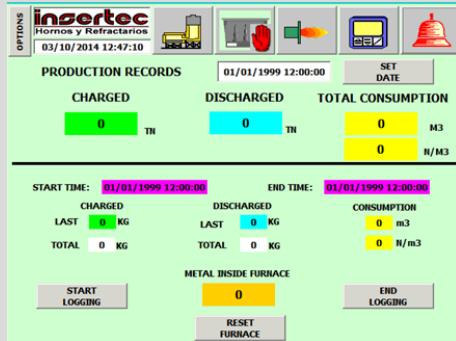 OPTIONS
insertec
Hornos y Refractarios
03/10/2014 12:47:10
PRODUCTION RECORDS
01/01/1999 12:00:00
SET DATE
CHARGED DISCHARGED TOTAL CONSUMPTION
0 TN 0 TN 0 M3
0 N/M3
START TIME: 01/01/1999 12:00:00 END TIME: 01/01/1999 12:00:00
CHARGED DISCHARGED CONSUMPTION
LAST 0 KG LAST 0 KG 0 m3
TOTAL 0 KG TOTAL 0 KG 0 N/m3
METAL INSIDE FURNACE
START LOGGING
0
END LOGGING
RESET FURNACE